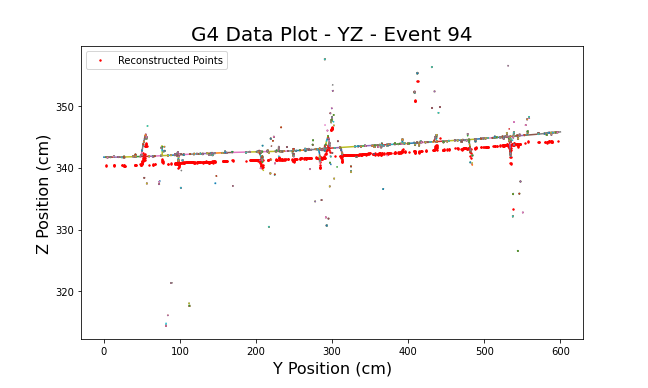 G4 Data Plot - YZ - Event 94
Reconstructed Points
Z Position (cm)
350
340
330
320
0 100 200 300 400 500 600
Y Position (cm)